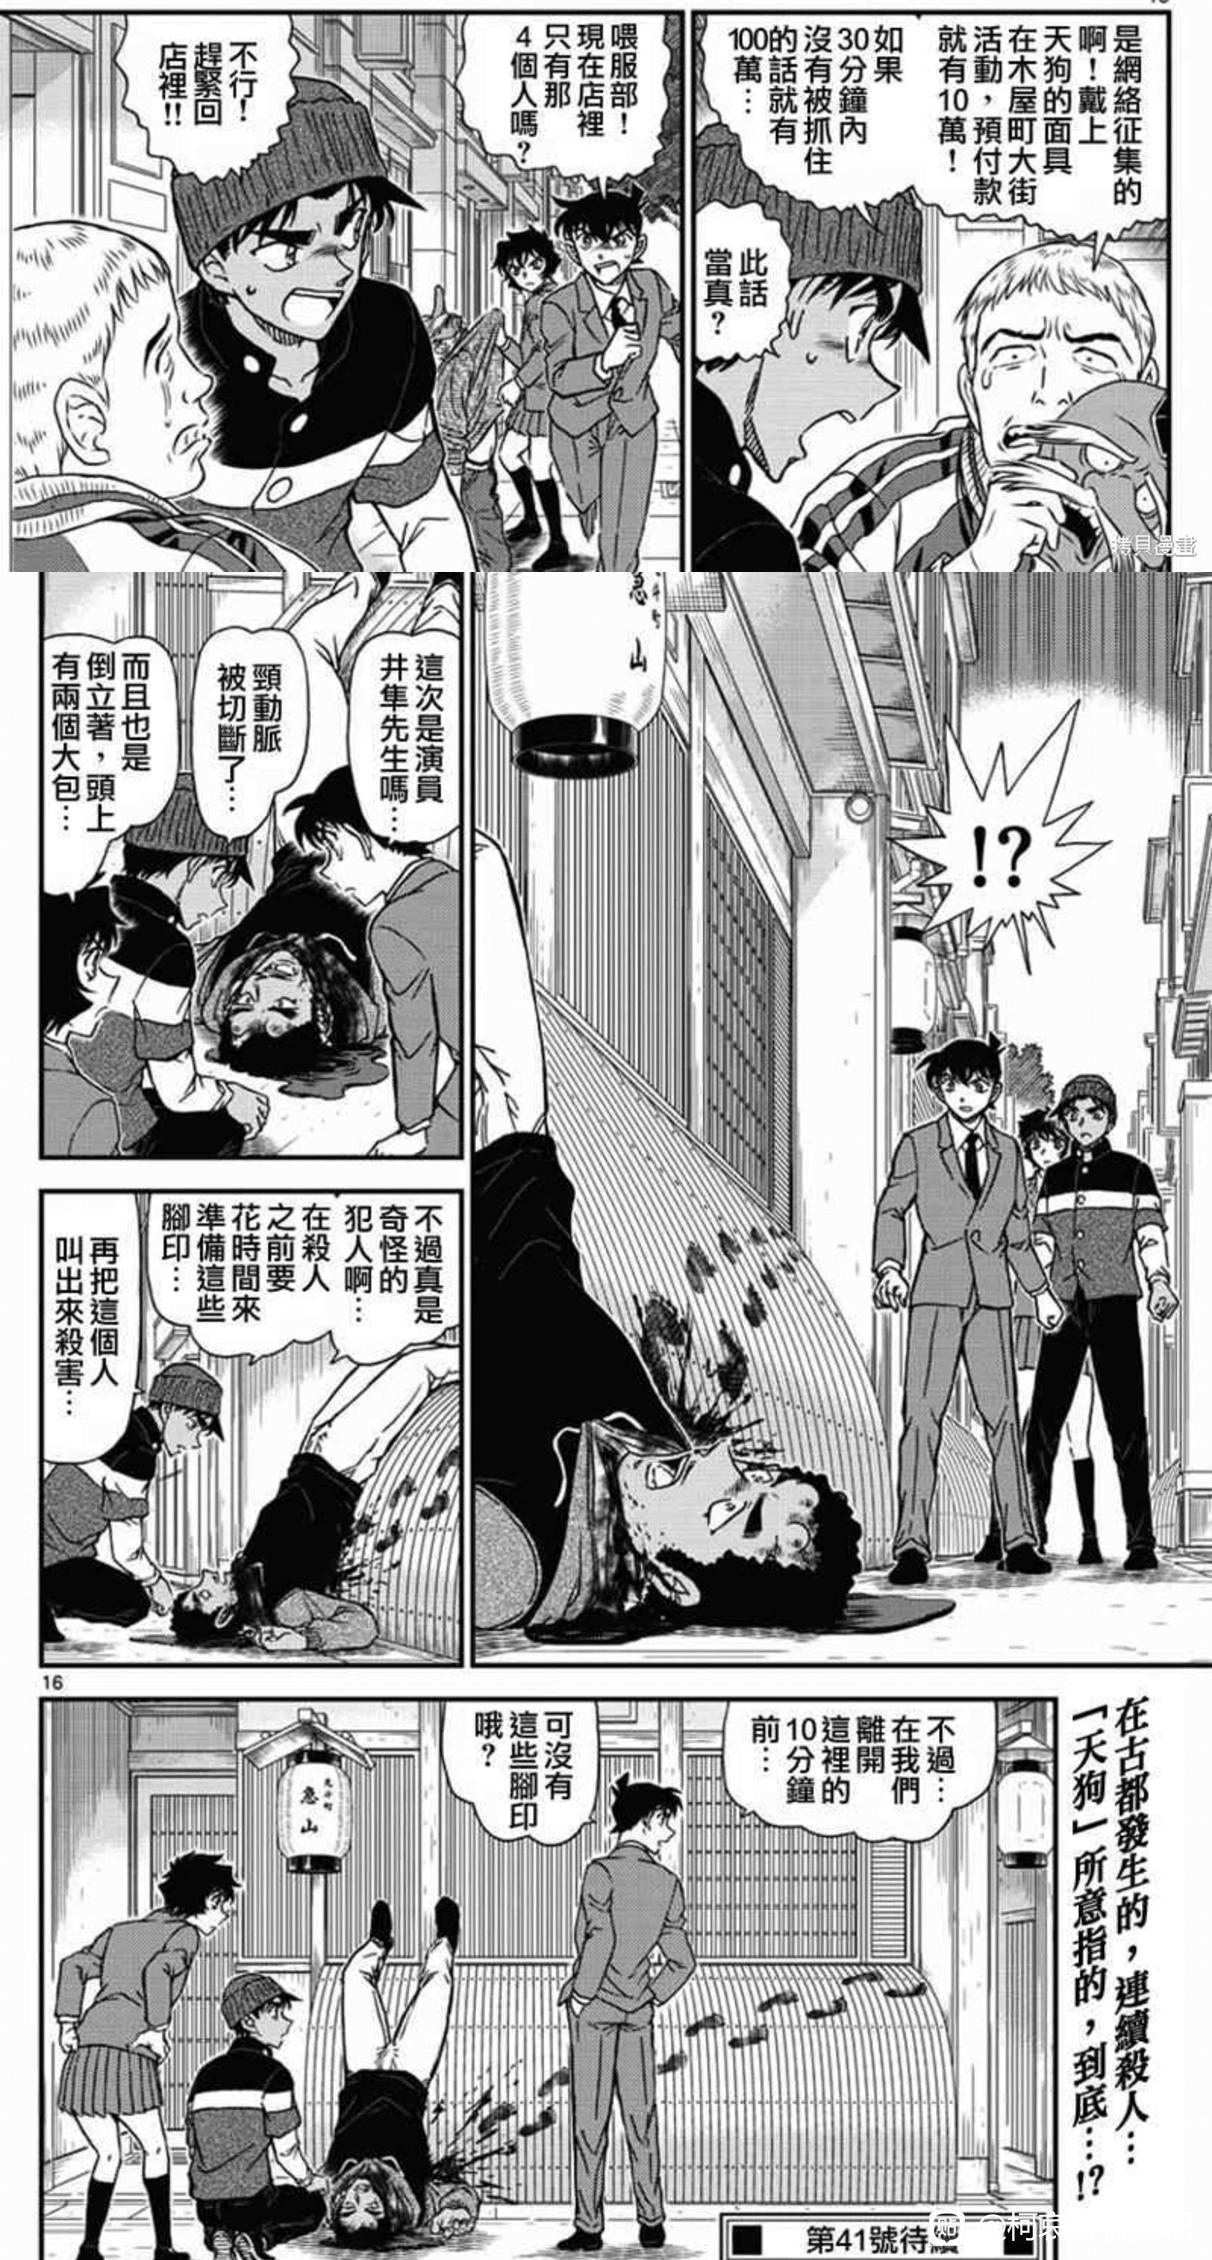 是網絡征集的
啊！戴上
天狗的面具
在木屋町大街
活動，預付款
就有10萬！
如果
30分鐘內
沒有被抓住
的話就有
100萬…
此話
當真？
喂服部！
現在店裡
只有那
4個人嗎？
不行！
趕緊回
店裡!!
拷貝漫畫
急山
!?
這次是演員
井隼先生嗎…
頸動脈
被切斷了…
而且也是
倒立著，頭上
有兩個大包…
不過真是
奇怪的
犯人啊…
在殺人
之前要
花時間來
準備這些
腳印…
再把這個人
叫出來殺害…
16
不過…
在我們
離開
這裡的
10分鐘
前…
可沒有
這些腳印
哦？
急山
在古都發生的，連續殺人…
「天狗」所意指的，到底…!?
第41號待續